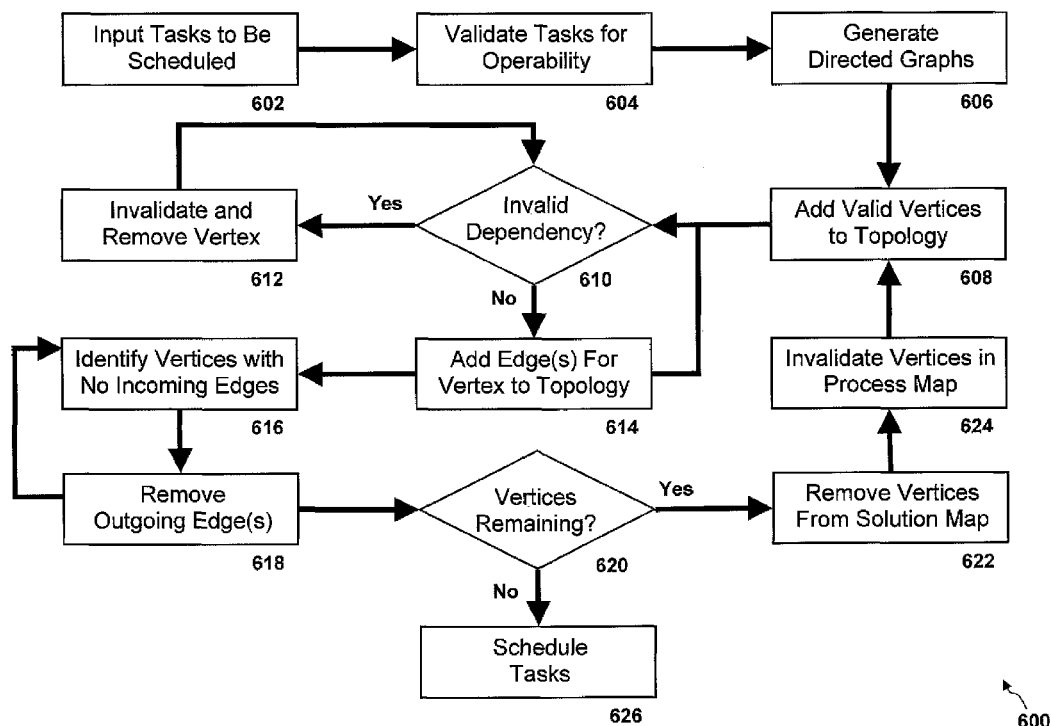 Input Tasks to Be
Scheduled
602
Validate Tasks for
Operability
604
Generate
Directed Graphs
606
Invalidate and
Remove Vertex
612
Yes
Invalid
Dependency?
610
No
Add Valid Vertices
to Topology
608
Identify Vertices with
No Incoming Edges
616
Add Edge(s) For
Vertex to Topology
614
Invalidate Vertices in
Process Map
624
Remove
Outgoing Edge(s)
618
Vertices
Remaining?
620
Yes
No
Remove Vertices
From Solution Map
622
Schedule
Tasks
626
600